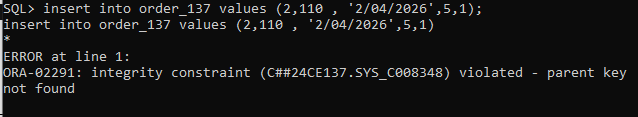 SQL> insert into order_137 values (2,110 , '2/04/2026',5,1);
insert into order_137 values (2,110 , '2/04/2026',5,1)
*
ERROR at line 1:
ORA-02291: integrity constraint (C##24CE137.SYS_C008348) violated - parent key
not found